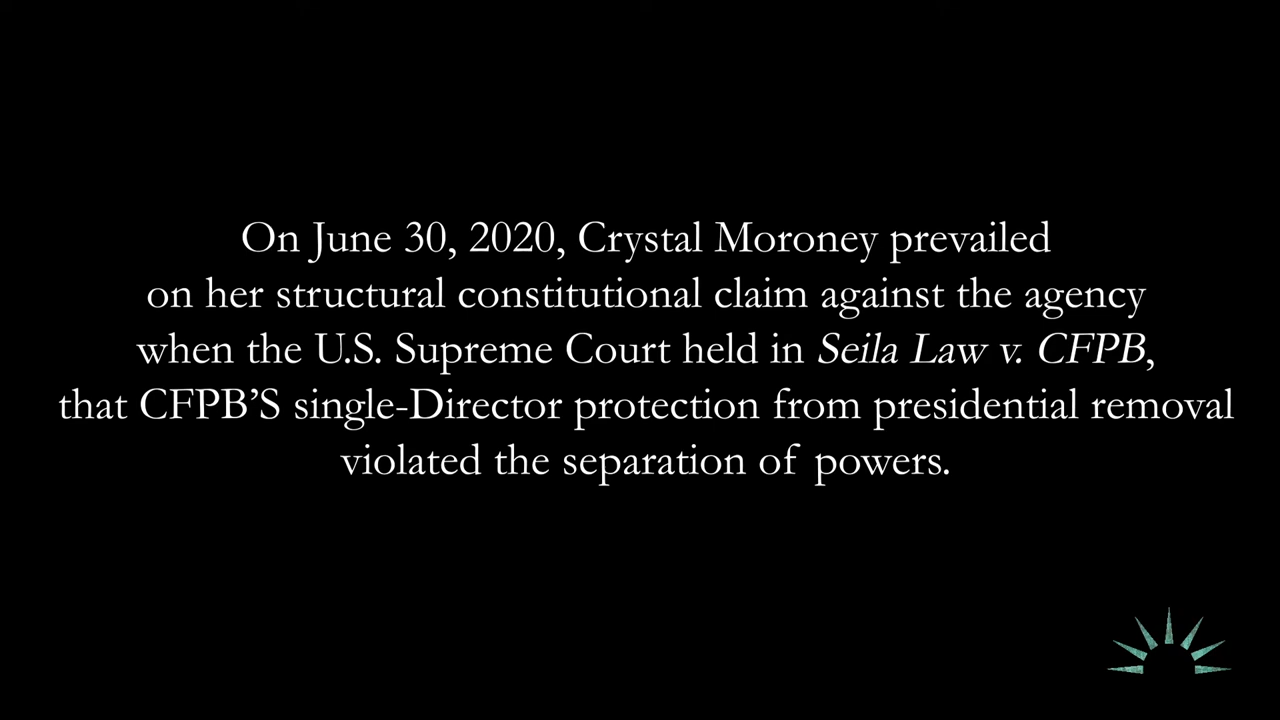 On June 30, 2020, Crystal Moroney prevailed
on her structural constitutional claim against the agency
when the U.S. Supreme Court held in Seila Law v. CFPB,
that CFPB’S single-Director protection from presidential removal
violated the separation of powers.